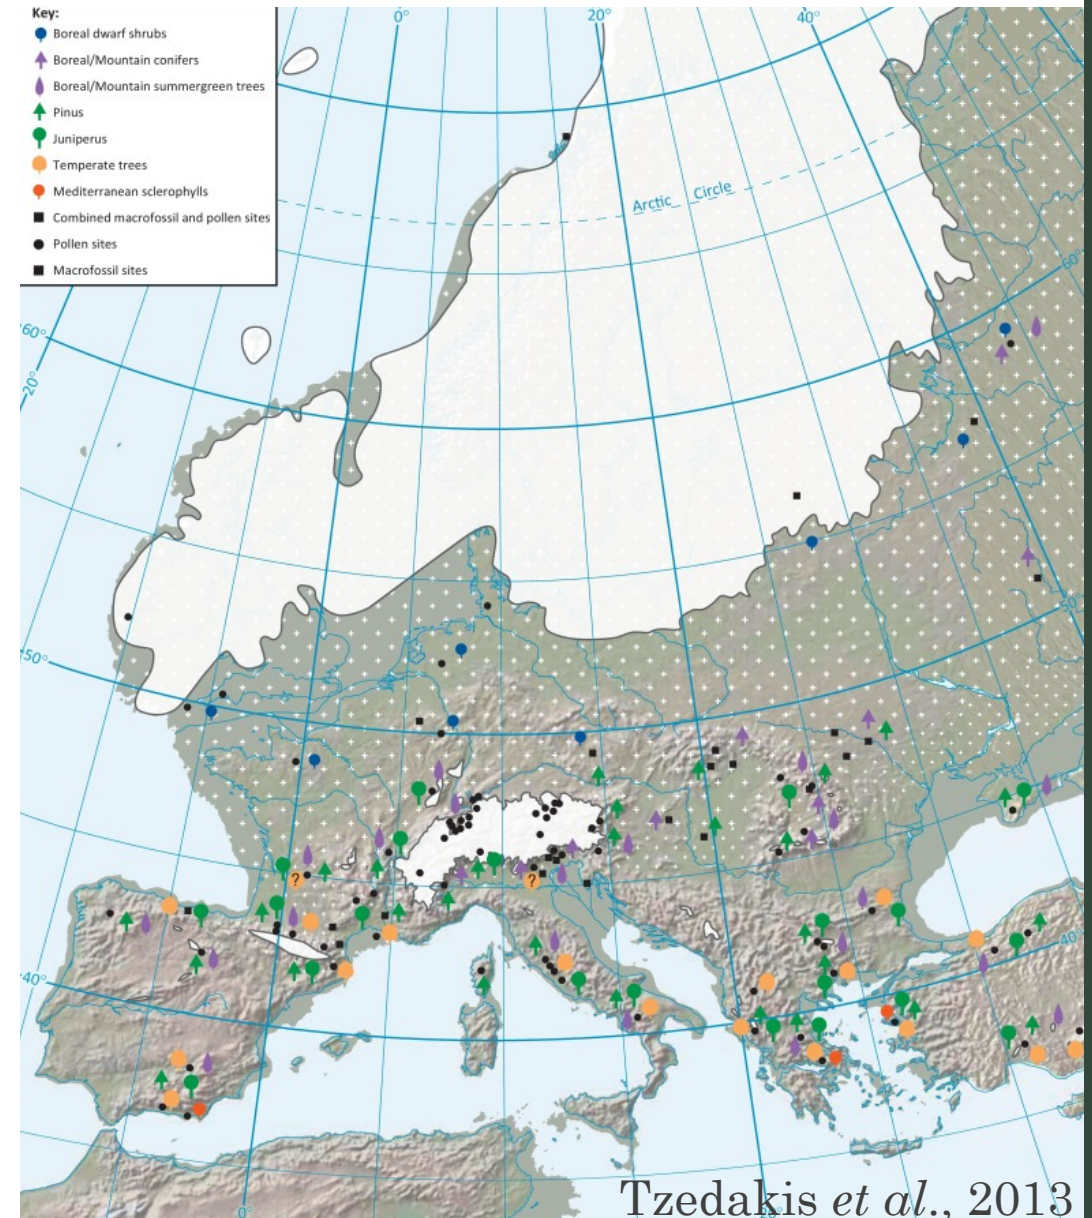 Key:
Boreal dwarf shrubs
Boreal/Mountain conifers
Boreal/Mountain summergreen trees
Pinus
Juniperus
Temperate trees
Mediterranean sclerophylls
Combined macrofossil and pollen sites
Pollen sites
Macrofossil sites
0° 20° 40°
Arctic Circle
60°
60°
20°
50°
50°
40°
40°
? ?
0°
Tzedakis et al., 2013